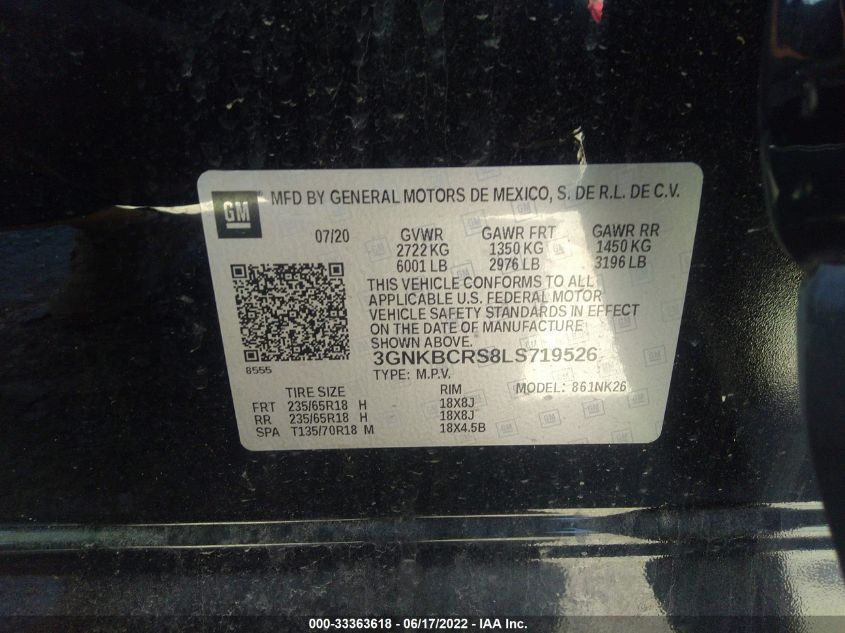 GM MFD BY GENERAL MOTORS DE MEXICO, S. DE R.L. DE C.V.
07/20 GVWR GAWR FRT GAWR RR
2722 KG 1350 KG 1450 KG
6001 LB 2976 LB 3196 LB
THIS VEHICLE CONFORMS TO ALL
APPLICABLE U.S. FEDERAL MOTOR
VEHICLE SAFETY STANDARDS IN EFFECT
ON THE DATE OF MANUFACTURE
SHOWN ABOVE.
8555 3GNKBCRS8LS719526
TYPE: M.P.V. MODEL: 861NK26
TIRE SIZE RIM
FRT 235/65R18 H 18X8J
RR 235/65R18 H 18X8J
SPA T135/70R18 M 18X4.5B
000-33363618 - 06/17/2022 - IAA Inc.